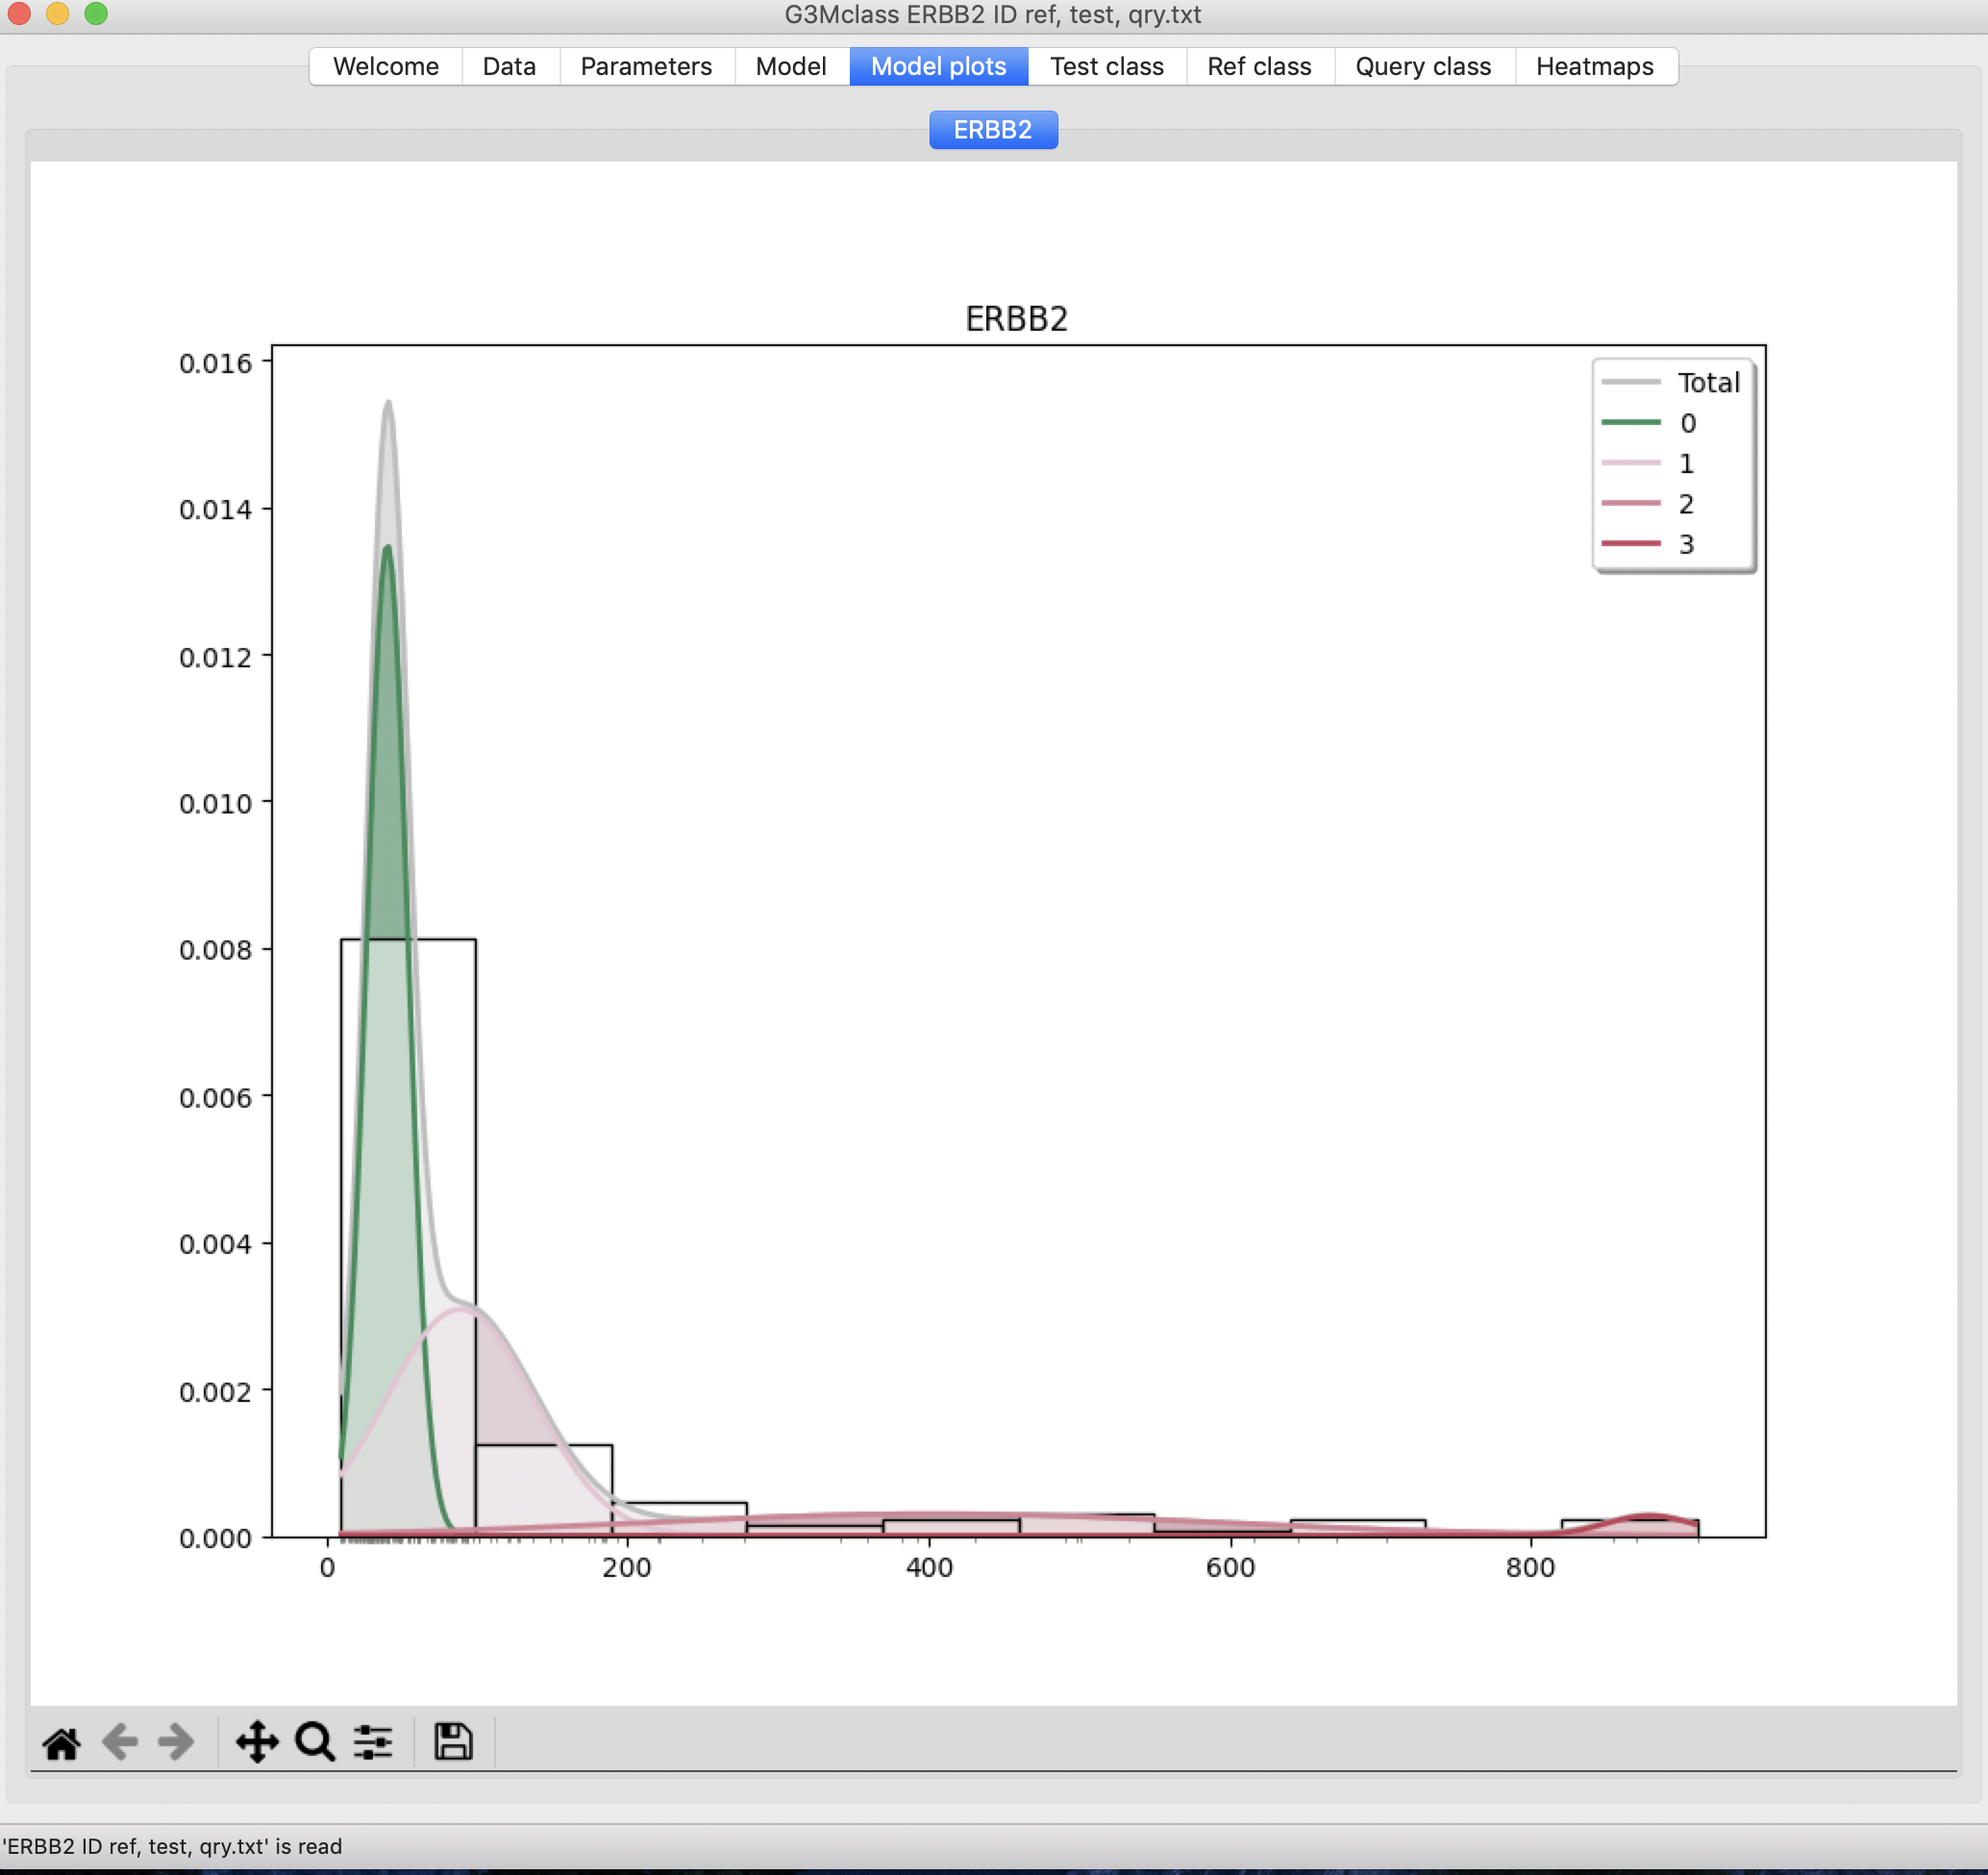 G3Mclass ERBB2 ID ref, test, qry.txt
Welcome Data Parameters Model Model plots Test class Ref class Query class Heatmaps
ERBB2
ERBB2
0.016
0.014
0.012
0.010
0.008
0.006
0.004
0.002
0.000
Total
0
1
2
3
0 200 400 600 800
'ERBB2 ID ref, test, qry.txt' is read